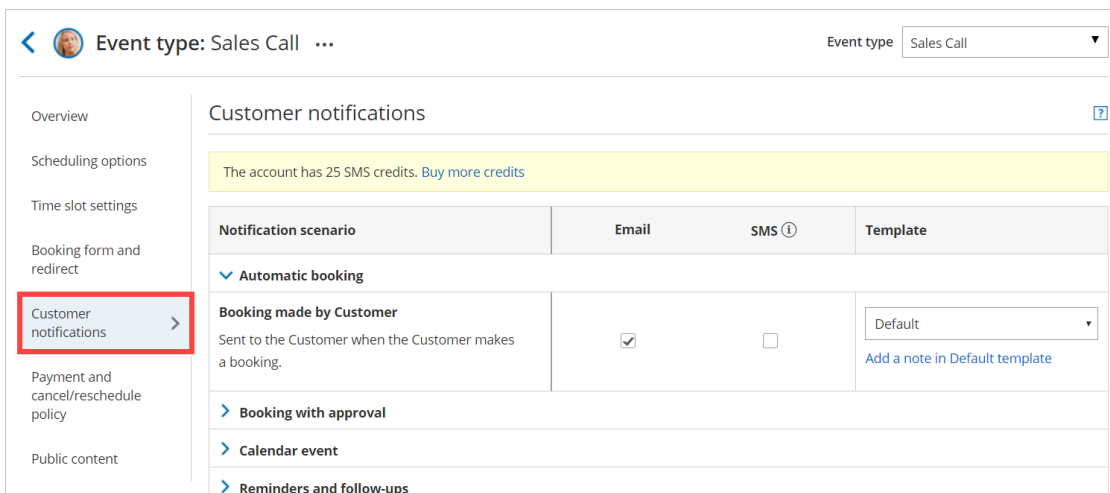 Event type: Sales Call ...
Event type
Sales Call
Overview
Scheduling options
Time slot settings
Booking form and
redirect
Customer
notifications
Payment and
cancel/reschedule
policy
Public content
Customer notifications
?
The account has 25 SMS credits. Buy more credits
Notification scenario
Email
SMS
Template
Automatic booking
Booking made by Customer
Sent to the Customer when the Customer makes
a booking.
Default
Add a note in Default template
Booking with approval
Calendar event
Reminders and follow-ups